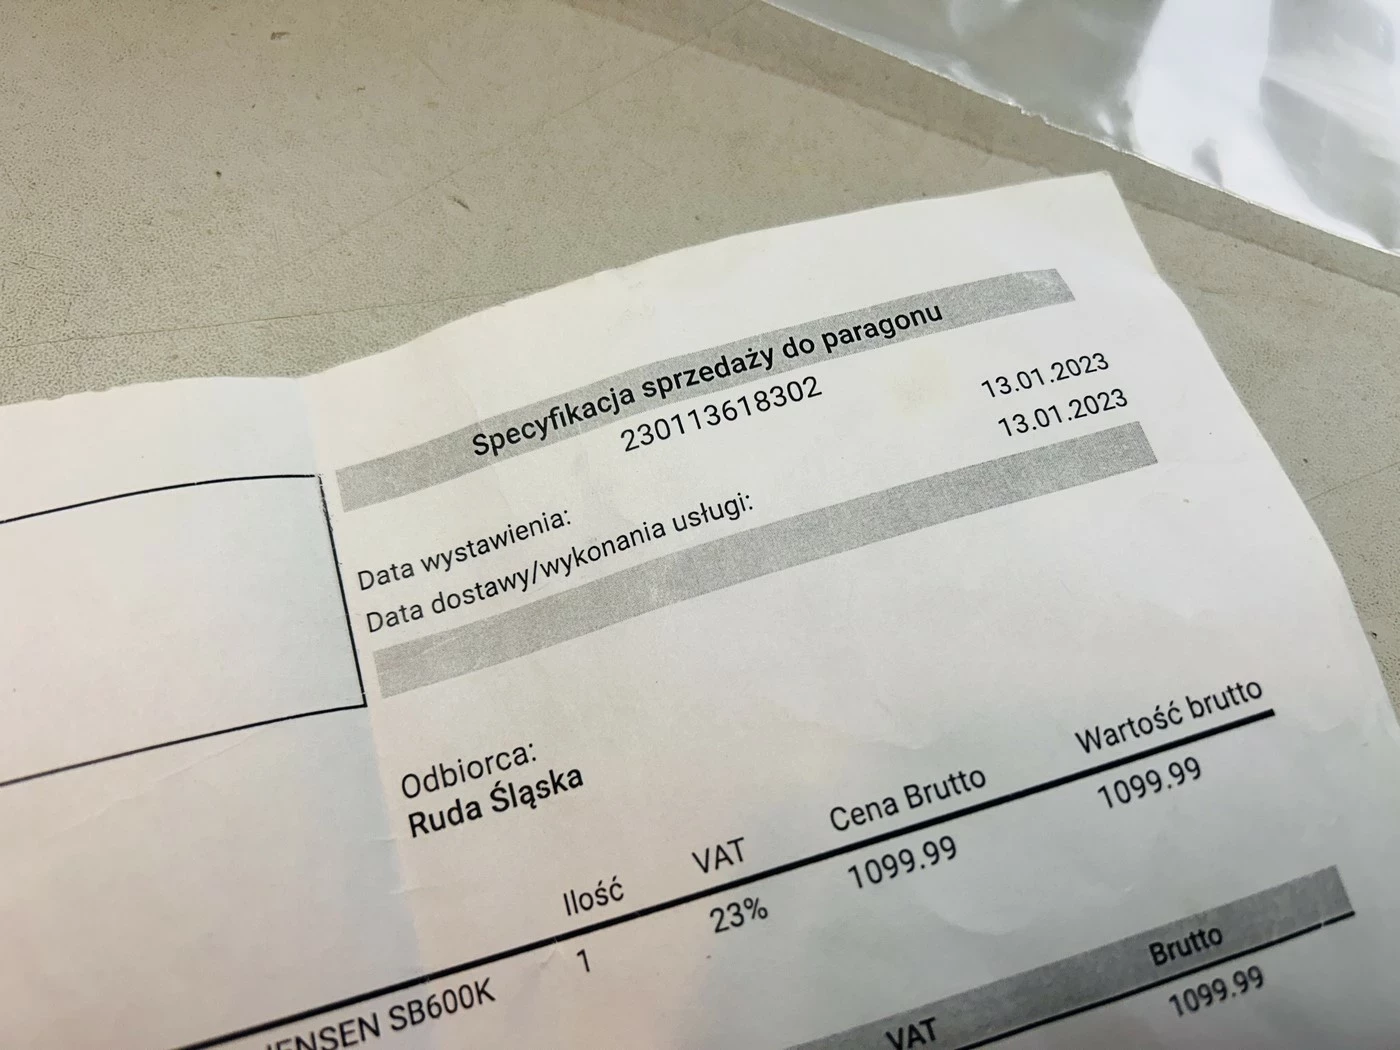 Specyfikacja sprzedaży do paragonu
230113618302
Data wystawienia: 13.01.2023
Data dostawy/wykonania usługi: 13.01.2023
Odbiorca:
Ruda Śląska
Ilość VAT Cena Brutto Wartość brutto
SB600K 1 23% 1099.99 1099.99
VAT Brutto
1099.99